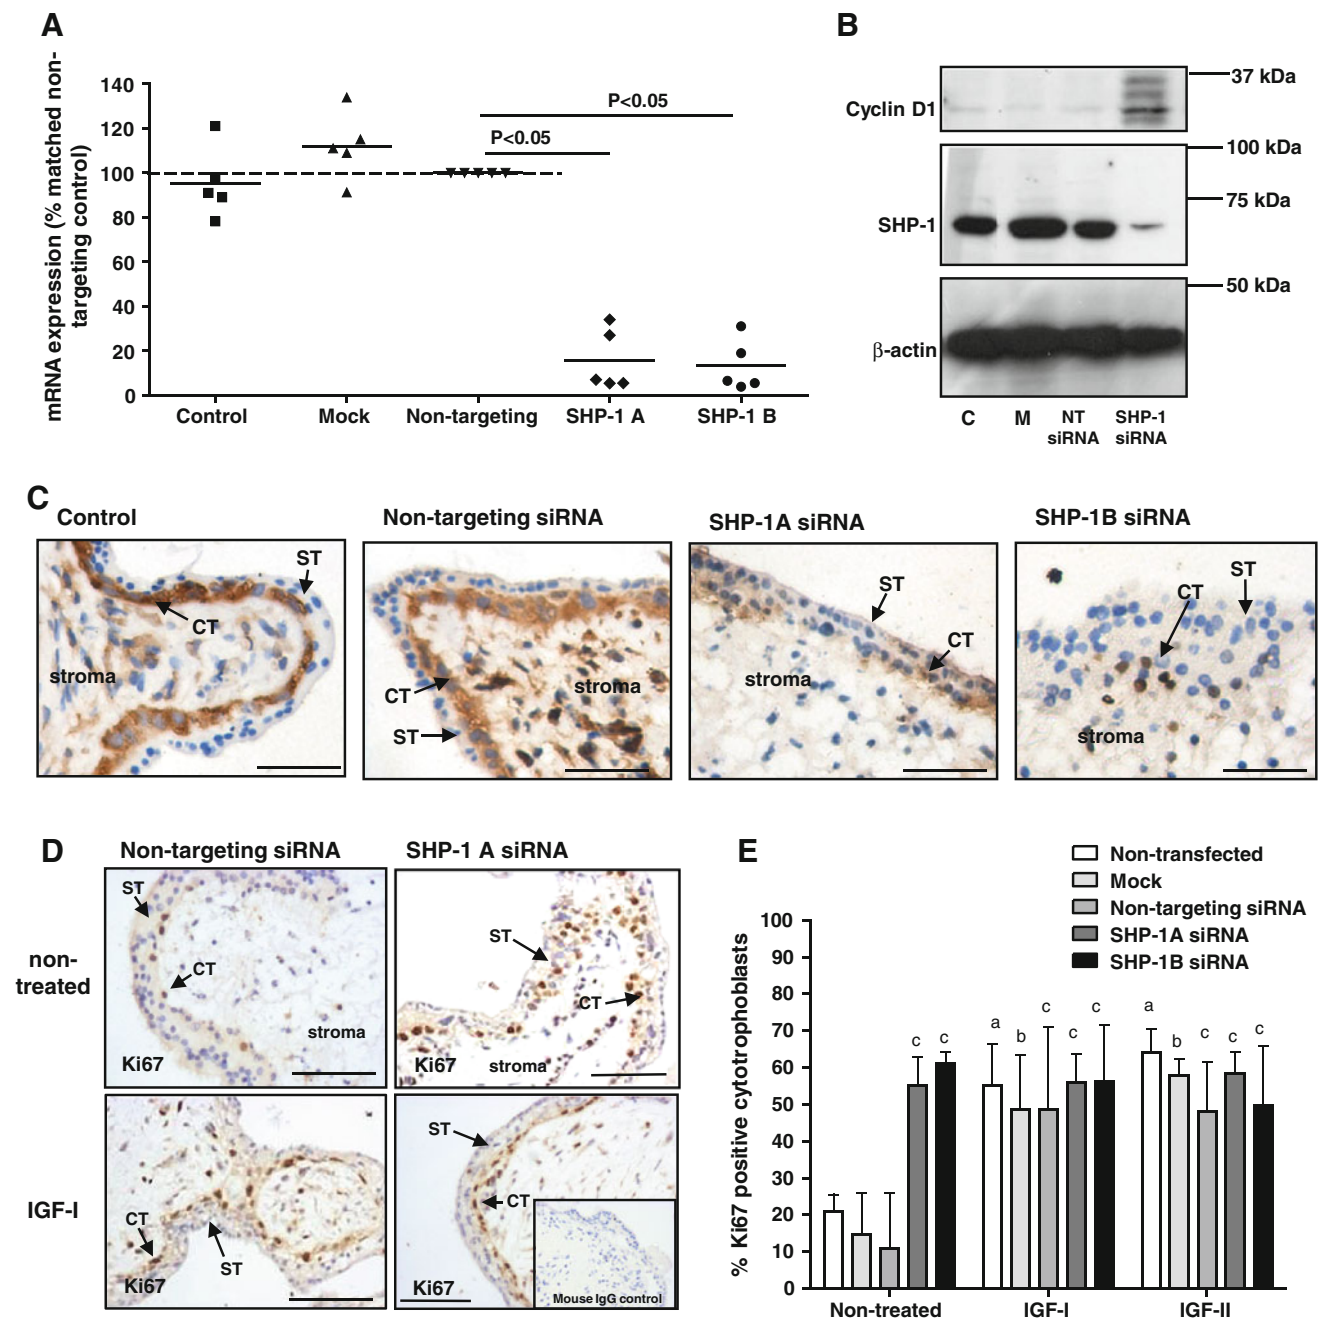 A
mRNA expression (% matched non-
targeting control)
140
120
100
80
60
40
20
0
P<0.05
P<0.05
Control
Mock
Non-targeting
SHP-1 A
SHP-1 B
B
Cyclin D1
SHP-1
β-actin
37 kDa
100 kDa
75 kDa
50 kDa
C
M
NT
siRNA
SHP-1
siRNA
C
Control
ST
CT
stroma
Non-targeting siRNA
CT
stroma
ST
SHP-1A siRNA
ST
CT
stroma
SHP-1B siRNA
ST
CT
stroma
D
Non-targeting siRNA
SHP-1 A siRNA
non-
treated
ST
CT
stroma
Ki67
ST
CT
Ki67
stroma
IGF-I
CT
ST
Ki67
ST
CT
Ki67
Mouse IgG control
E
Non-transfected
Mock
Non-targeting siRNA
SHP-1A siRNA
SHP-1B siRNA
% Ki67 positive cytotrophoblasts
100
90
80
70
60
50
40
30
20
10
0
c
c
a
b
c
c
c
a
b
c
c
c
Non-treated
IGF-I
IGF-II